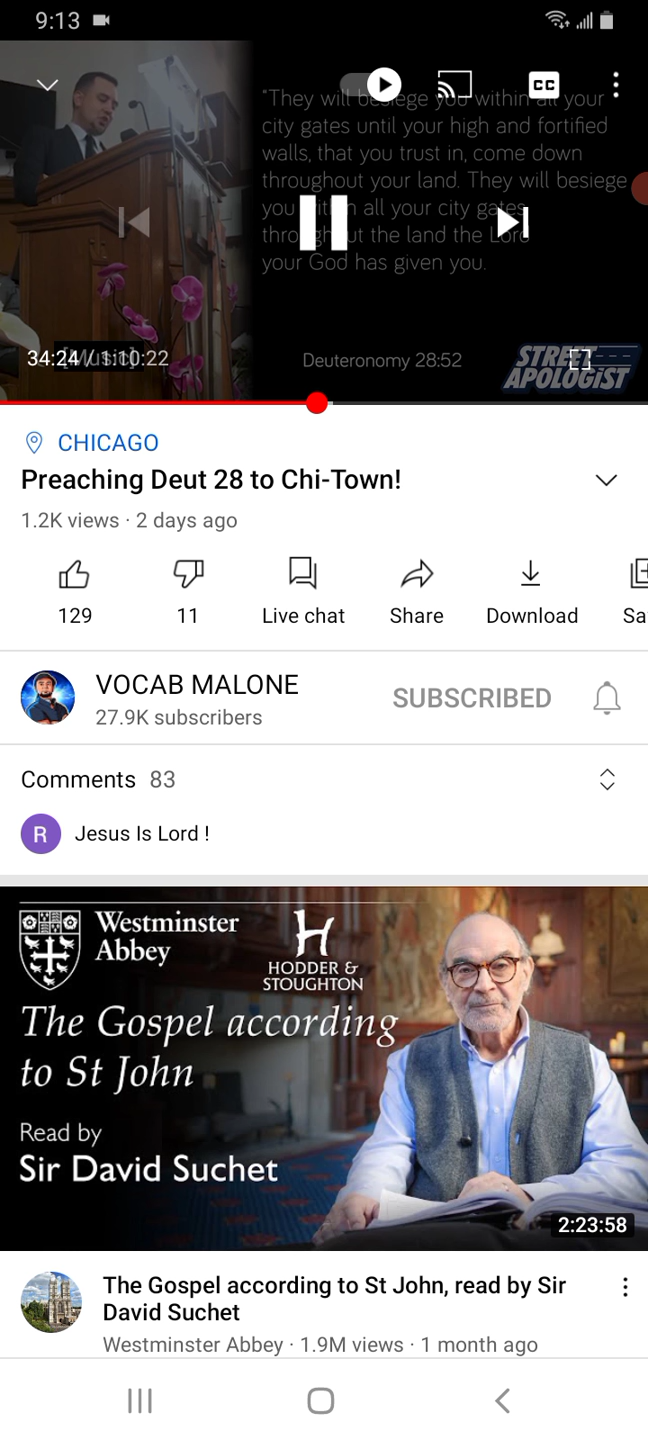 9:13
CC
"They will besiege you within all your
city gates until your high and fortified
walls, that you trust in, come down
throughout your land. They will besiege
you within all your city gates
throughout the land the Lord
your God has given you.
34:24 / 1:10:22
[Music]
Deuteronomy 28:52
STREET
APOLOGIST
CHICAGO
Preaching Deut 28 to Chi-Town!
1.2K views · 2 days ago
129
11
Live chat
Share
Download
Sa
VOCAB MALONE
27.9K subscribers
SUBSCRIBED
Comments 83
R
Jesus Is Lord !
Westminster
Abbey
H
HODDER &
STOUGHTON
The Gospel according
to St John
Read by
Sir David Suchet
2:23:58
The Gospel according to St John, read by Sir
David Suchet
Westminster Abbey · 1.9M views · 1 month ago